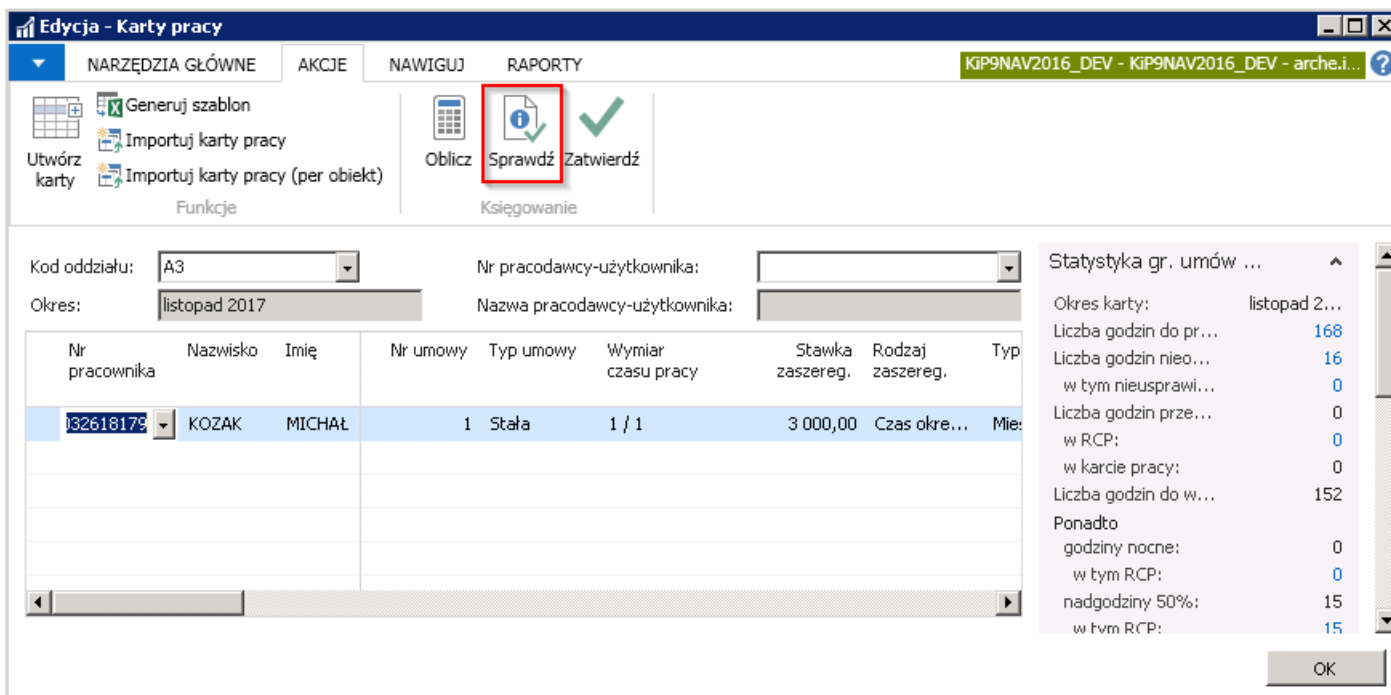 Edycja - Karty pracy
NARZĘDZIA GŁÓWNE AKCJE NAWIGUJ RAPORTY KiP9NAV2016_DEV - KiP9NAV2016_DEV - arche.i... ?
Utwórz karty
Generuj szablon
Importuj karty pracy
Importuj karty pracy (per obiekt)
Funkcje
Oblicz Sprawdź Zatwierdź
Księgowanie
Kod oddziału: A3 Nr pracodawcy-użytkownika:
Okres: listopad 2017 Nazwa pracodawcy-użytkownika:
Nr pracownika Nazwisko Imię Nr umowy Typ umowy Wymiar czasu pracy Stawka zaszereg. Rodzaj zaszereg. Typ
032618179 KOZAK MICHAŁ 1 Stała 1 / 1 3 000,00 Czas okre... Mies
Statystyka gr. umów ...
Okres karty: listopad 2...
Liczba godzin do pr... 168
Liczba godzin nieo... 16
w tym nieusprawi... 0
Liczba godzin prze... 0
w RCP: 0
w karcie pracy: 0
Liczba godzin do w... 152
Ponadto
godziny nocne: 0
w tym RCP: 0
nadgodziny 50%: 15
w tym RCP: 15
OK